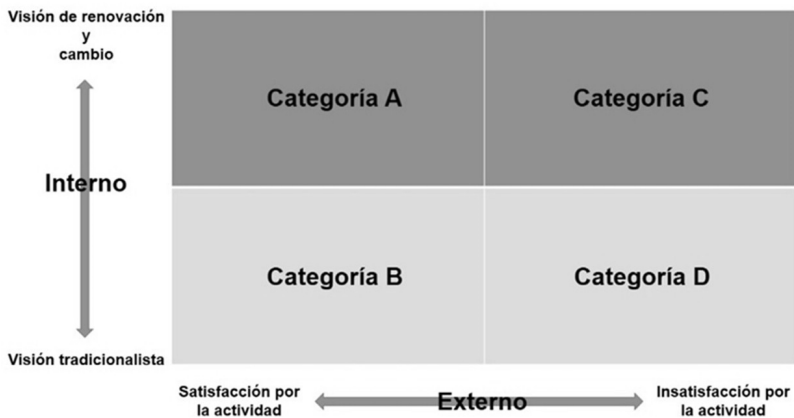 Visión de renovación
y
cambio
Categoría A
Categoría C
Interno
Categoría B
Categoría D
Visión tradicionalista
Satisfacción por
la actividad
Externo
Insatisfacción por
la actividad